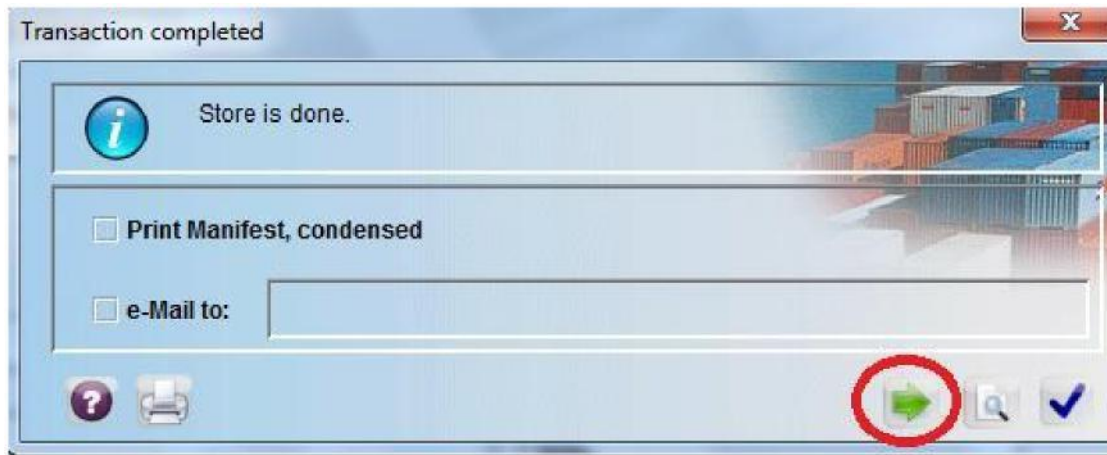 Transaction completed
Store is done.
Print Manifest, condensed
e-Mail to: